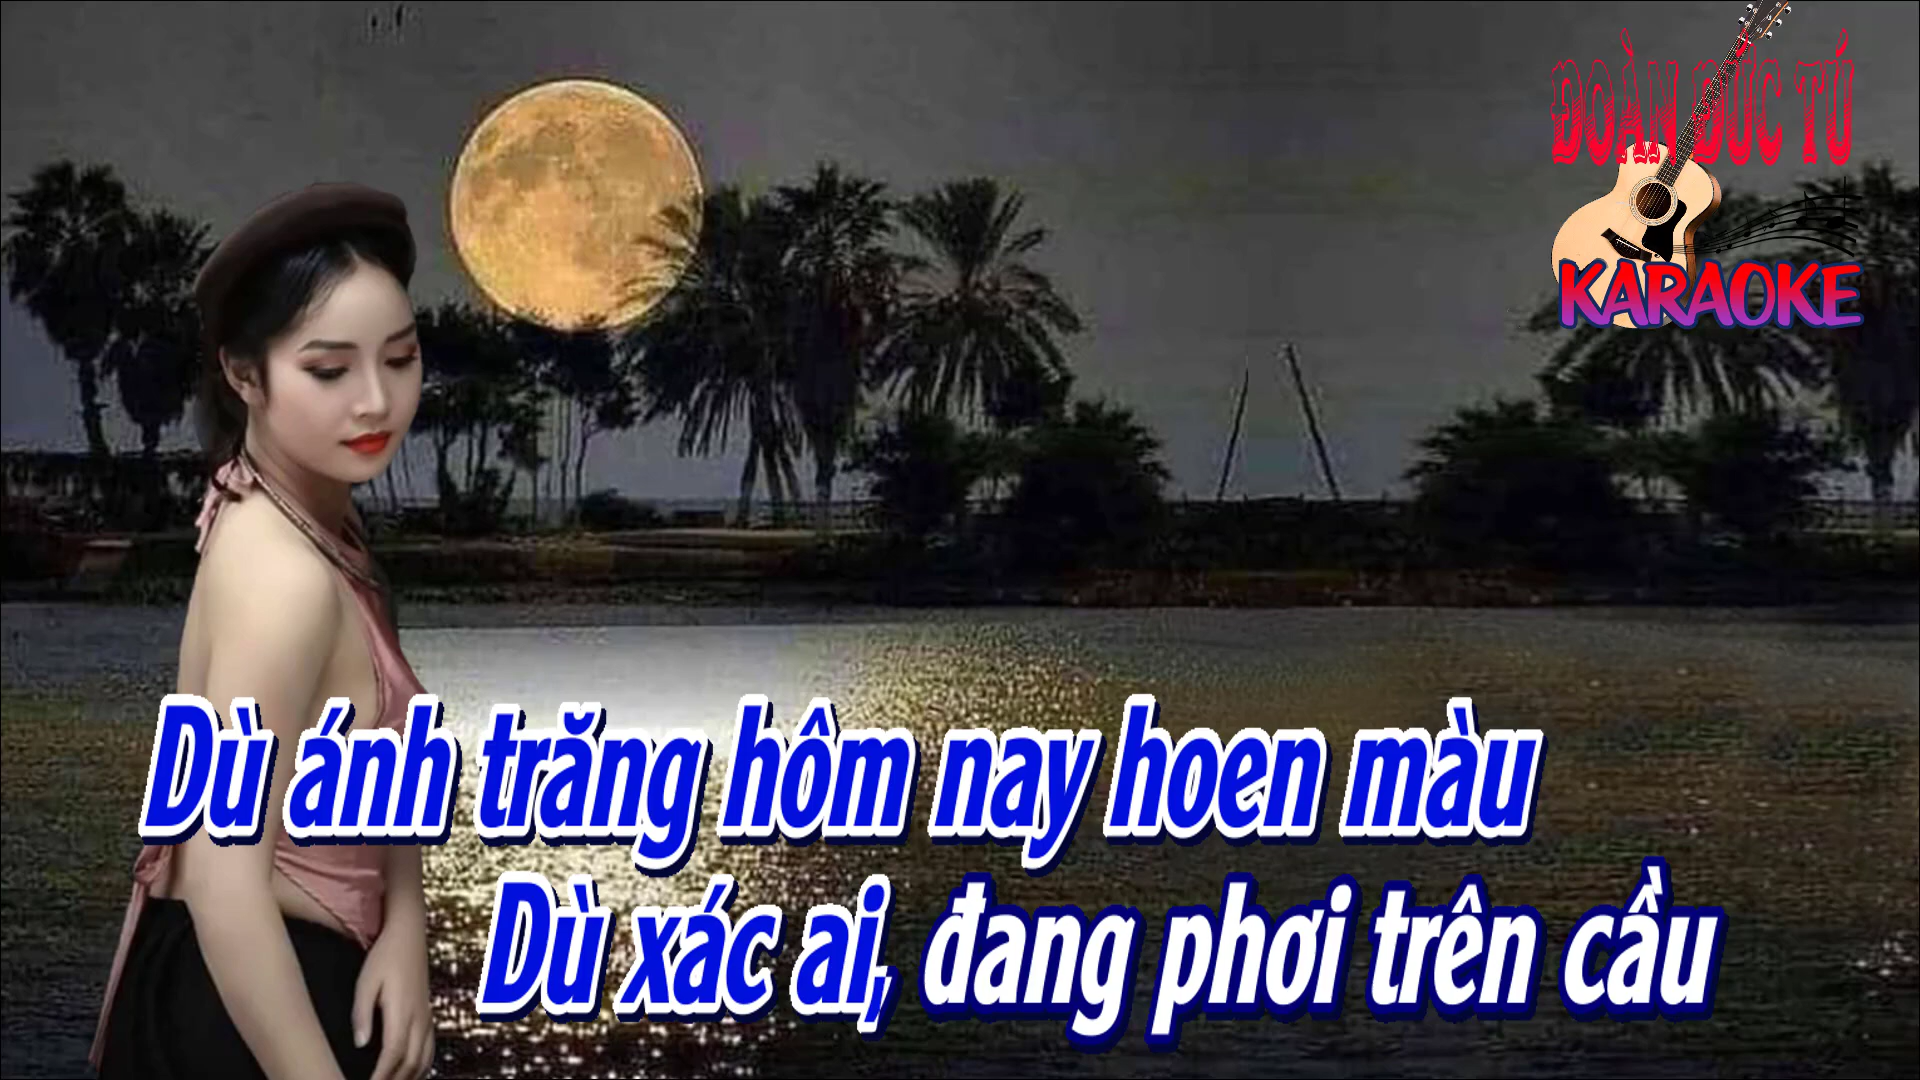 ĐOÀN ĐỨC TÚ
KARAOKE
Dù ánh trăng hôm nay hoen màu
Dù xác ai, đang phơi trên cầu